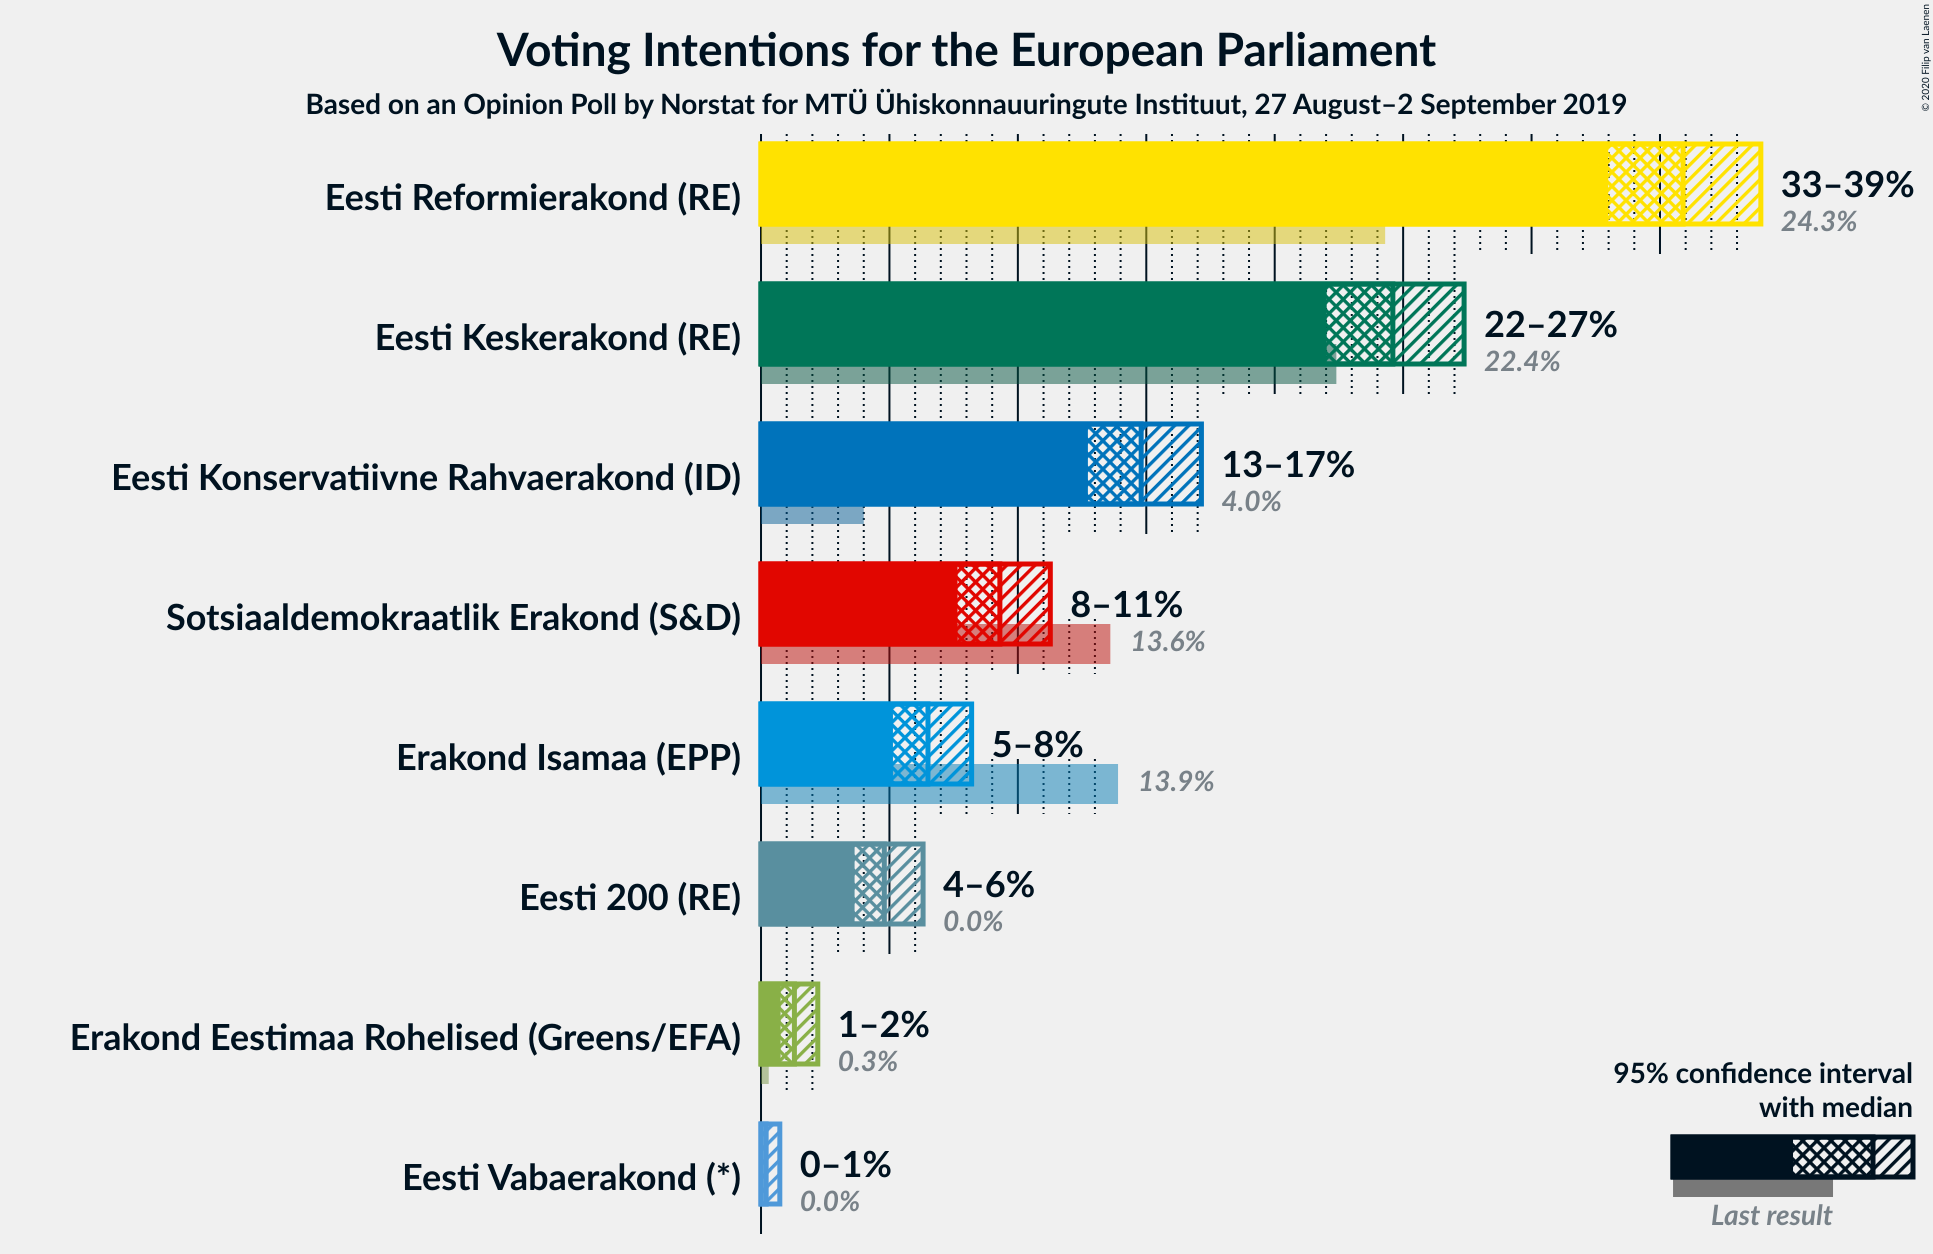 Voting Intentions for the European Parliament
Based on an Opinion Poll by Norstat for MTÜ Ühiskonnauuringute Instituut, 27 August–2 September 2019
© 2020 Filip van Laenen
Eesti Reformierakond (RE)
33–39%
24.3%
Eesti Keskerakond (RE)
22–27%
22.4%
Eesti Konservatiivne Rahvaerakond (ID)
13–17%
4.0%
Sotsiaaldemokraatlik Erakond (S&D)
8–11%
13.6%
Erakond Isamaa (EPP)
5–8%
13.9%
Eesti 200 (RE)
4–6%
0.0%
Erakond Eestimaa Rohelised (Greens/EFA)
1–2%
0.3%
Eesti Vabaerakond (*)
0–1%
0.0%
95% confidence interval
with median
Last result